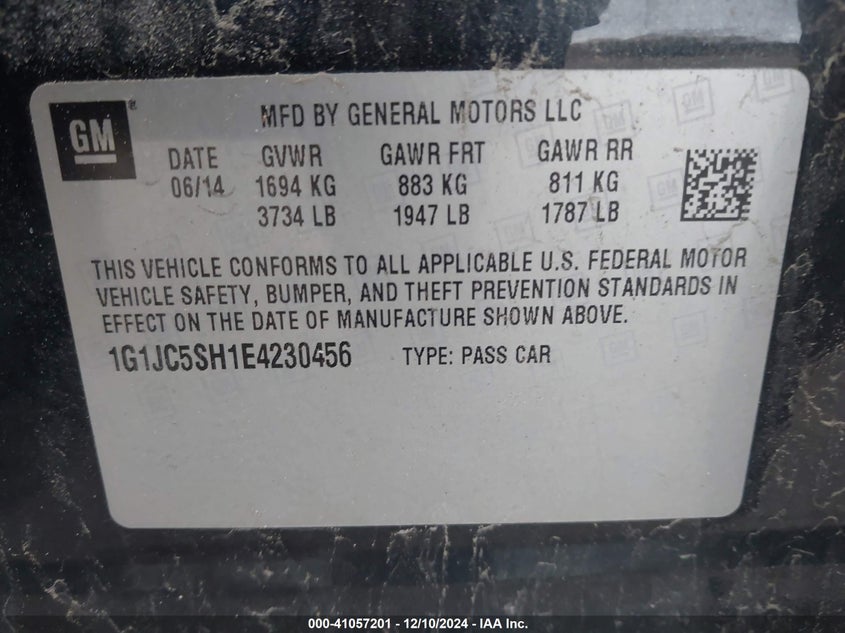 GM
MFD BY GENERAL MOTORS LLC
DATE GVWR GAWR FRT GAWR RR
06/14 1694 KG 883 KG 811 KG
3734 LB 1947 LB 1787 LB
THIS VEHICLE CONFORMS TO ALL APPLICABLE U.S. FEDERAL MOTOR
VEHICLE SAFETY, BUMPER, AND THEFT PREVENTION STANDARDS IN
EFFECT ON THE DATE OF MANUFACTURE SHOWN ABOVE.
1G1JC5SH1E4230456 TYPE: PASS CAR
000-41057201 - 12/10/2024 - IAA Inc.